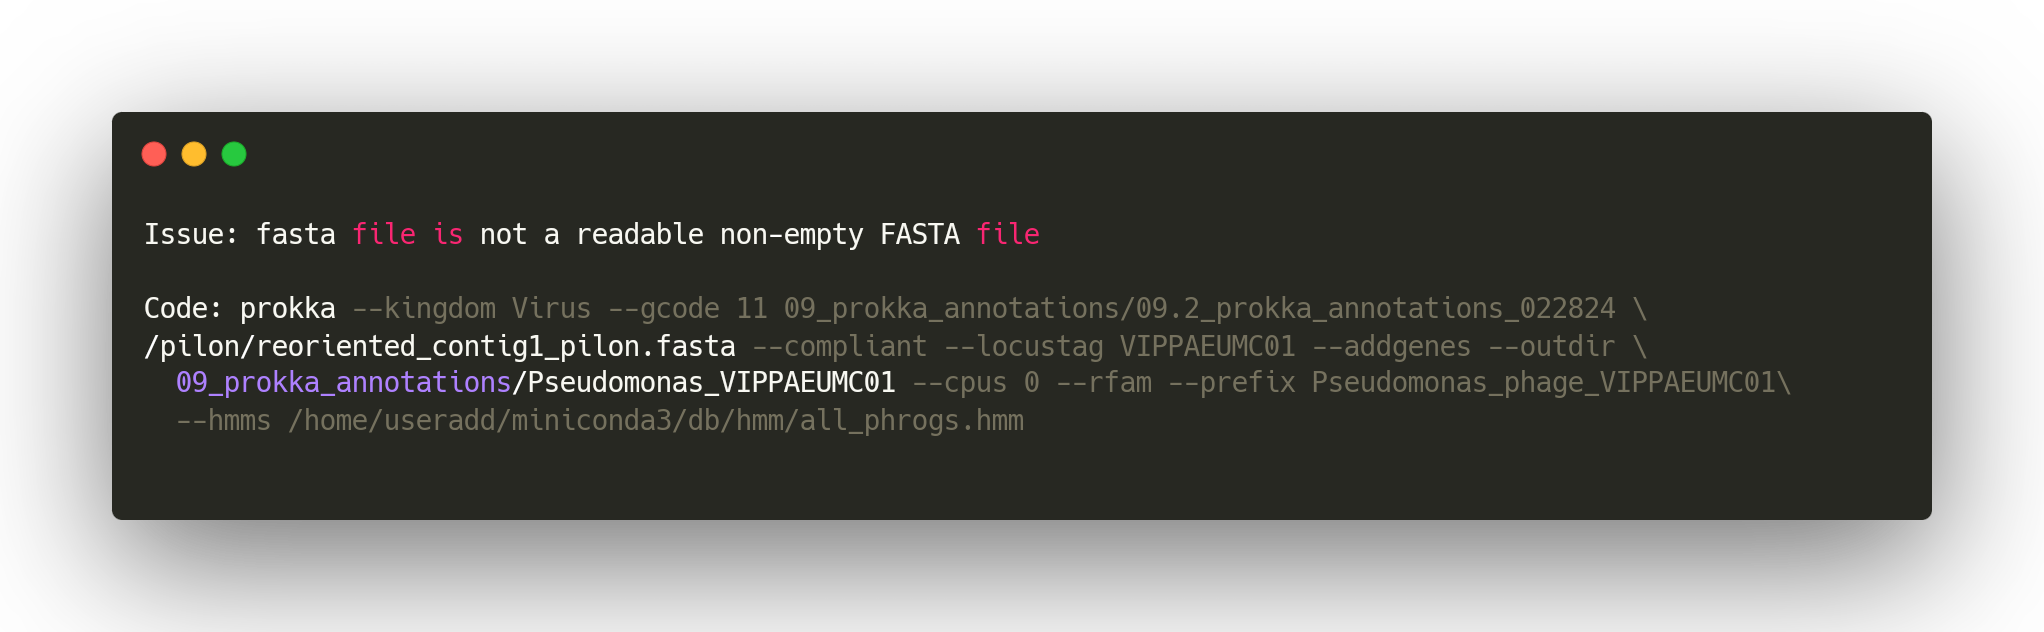 Issue: fasta file is not a readable non-empty FASTA file
Code: prokka --kingdom Virus --gcode 11 09_prokka_annotations/09.2_prokka_annotations_022824 \
/pilon/reoriented_contig1_pilon.fasta --compliant --locustag VIPPAEUMC01 --addgenes --outdir \
09_prokka_annotations/Pseudomonas_VIPPAEUMC01 --cpus 0 --rfam --prefix Pseudomonas_phage_VIPPAEUMC01\
--hmms /home/useradd/miniconda3/db/hmm/all_phrogs.hmm